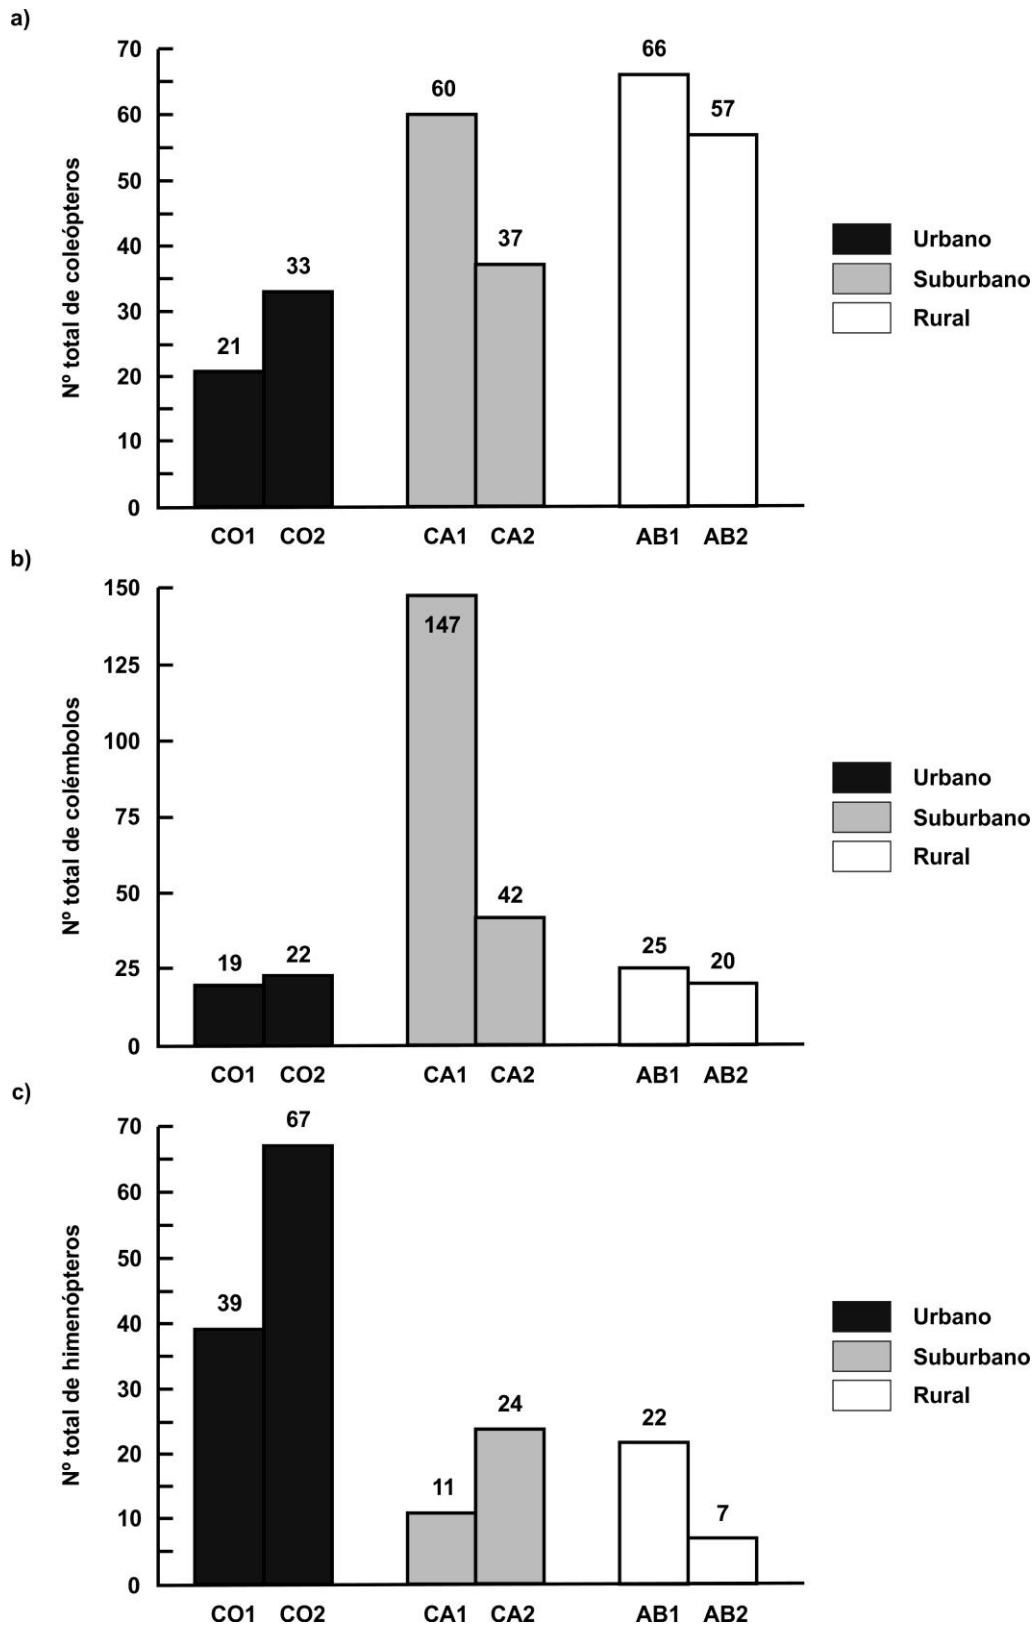 a)
Nº total de coleópteros
70
60
50
40
30
20
10
0
21
33
60
37
66
57
CO1 CO2 CA1 CA2 AB1 AB2
Urbano
Suburbano
Rural
b)
Nº total de colémbolos
150
125
100
75
50
25
0
19
22
147
42
25
20
CO1 CO2 CA1 CA2 AB1 AB2
Urbano
Suburbano
Rural
c)
Nº total de himenópteros
70
60
50
40
30
20
10
0
39
67
11
24
22
7
CO1 CO2 CA1 CA2 AB1 AB2
Urbano
Suburbano
Rural